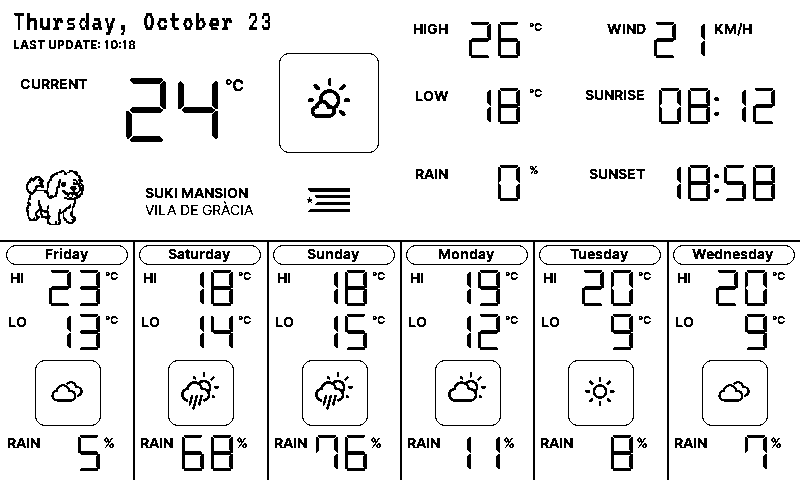 Thursday, October 23
LAST UPDATE: 10:18
CURRENT 24 °C
HIGH 26 °C
WIND 21 KM/H
LOW 18 °C
SUNRISE 08:12
RAIN 0 %
SUNSET 18:58
SUKI MANSION
VILA DE GRÀCIA
Friday
HI 23 °C
LO 13 °C
RAIN 5 %
Saturday
HI 18 °C
LO 14 °C
RAIN 68 %
Sunday
HI 18 °C
LO 15 °C
RAIN 76 %
Monday
HI 19 °C
LO 12 °C
RAIN 11 %
Tuesday
HI 20 °C
LO 9 °C
RAIN 8 %
Wednesday
HI 20 °C
LO 9 °C
RAIN 7 %